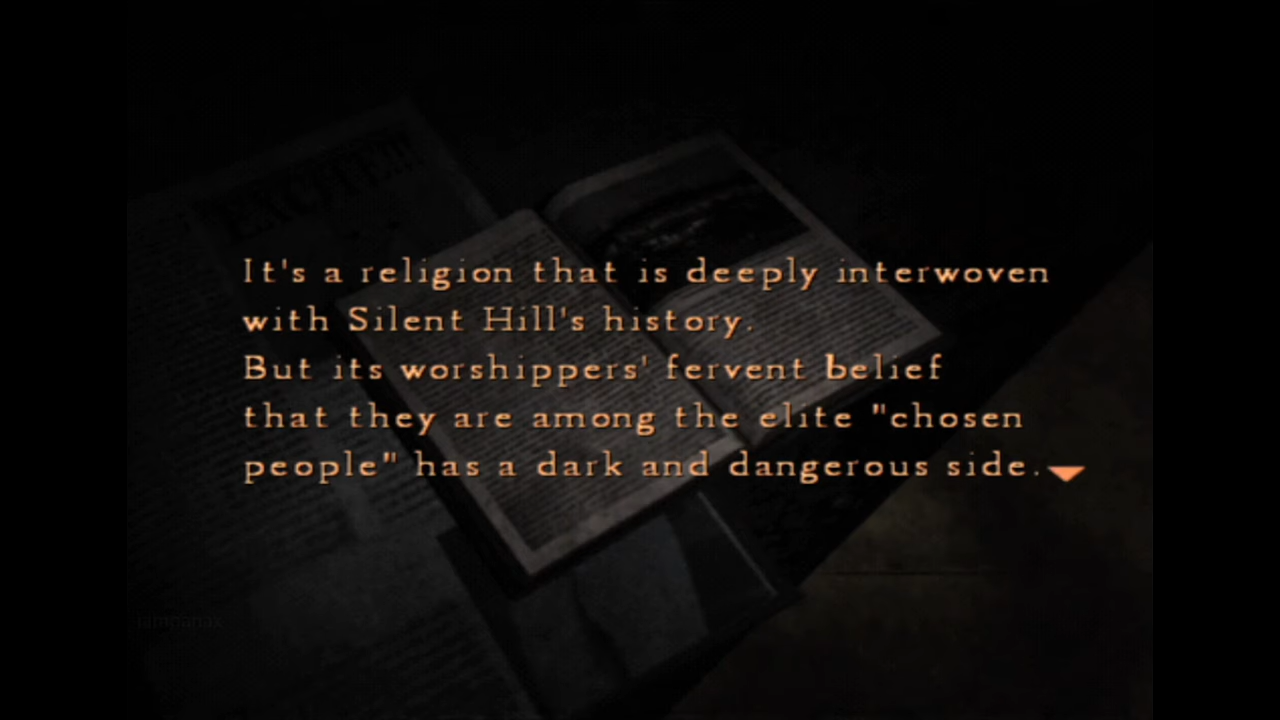 It's a religion that is deeply interwoven
with Silent Hill's history.
But its worshippers' fervent belief
that they are among the elite "chosen
people" has a dark and dangerous side.